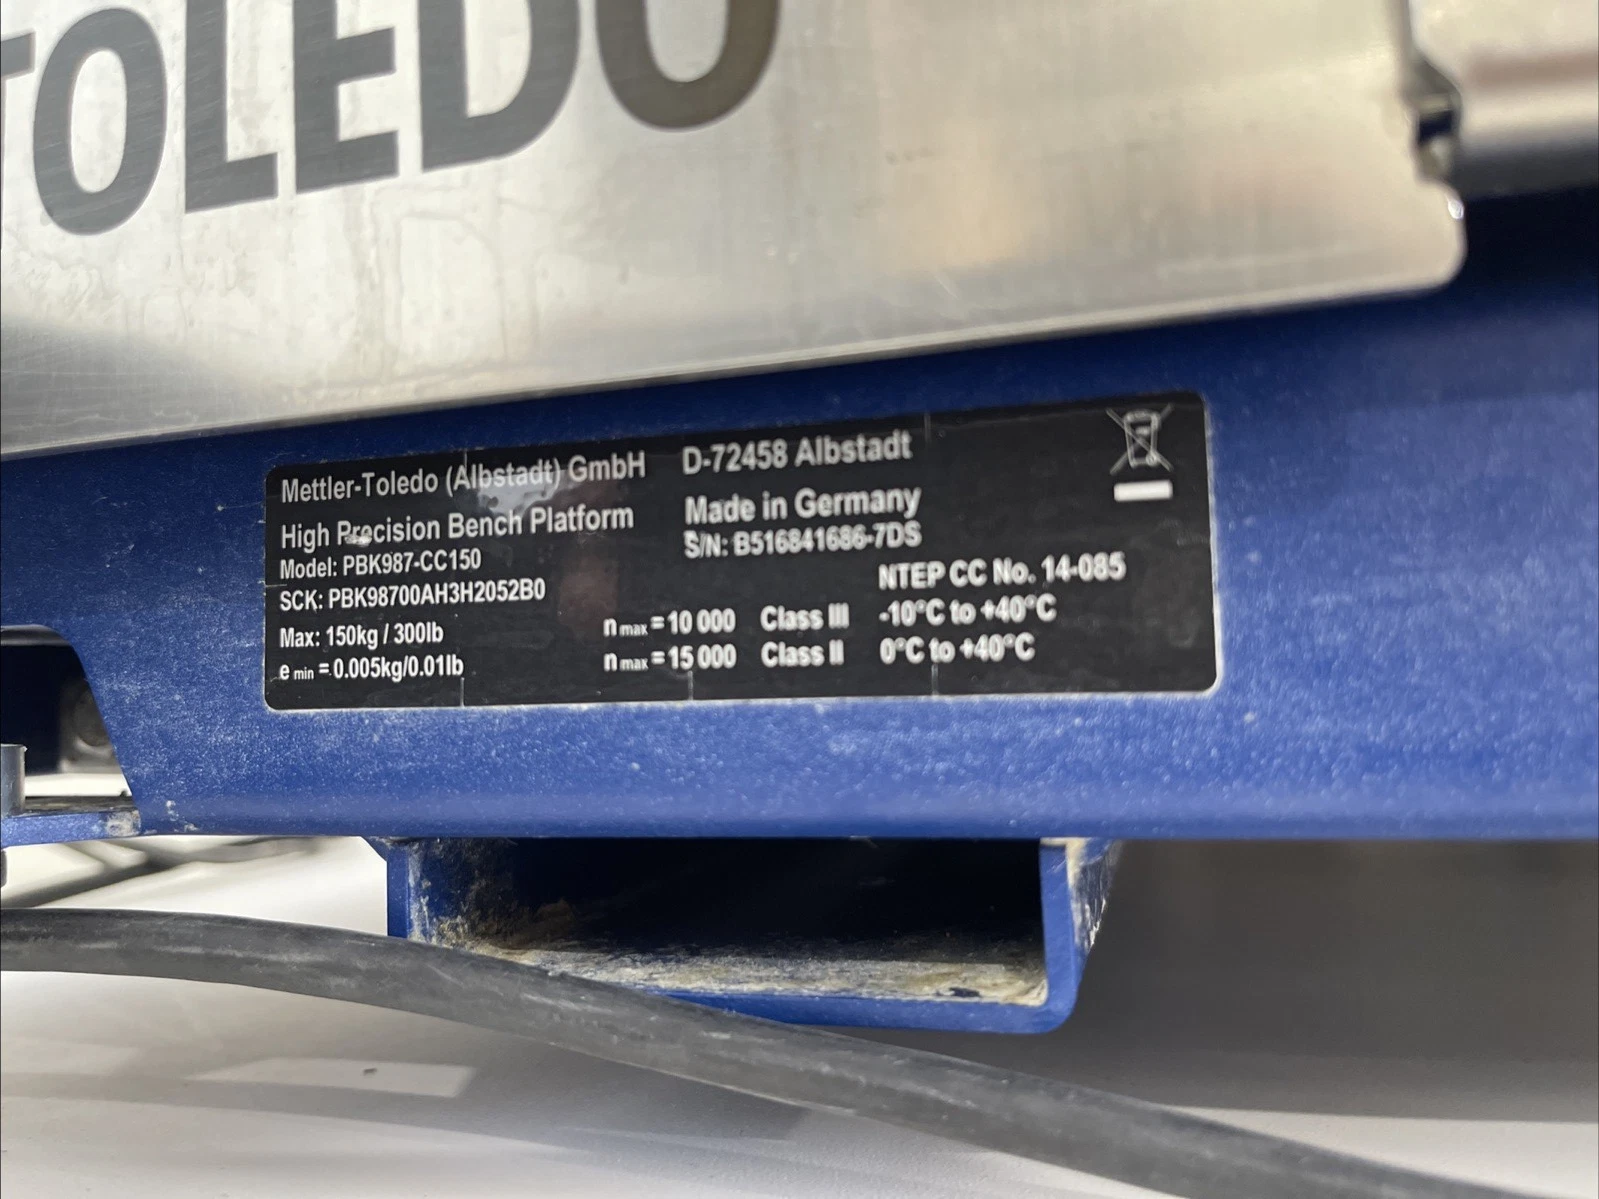 TOLEDO
Mettler-Toledo (Albstadt) GmbH D-72458 Albstadt
High Precision Bench Platform Made in Germany
Model: PBK987-CC150 S/N: B516841686-7DS
SCK: PBK98700AH3H2052B0 NTEP CC No. 14-085
Max: 150kg / 300lb n max = 10 000 Class III -10°C to +40°C
e min = 0.005kg/0.01lb n max = 15 000 Class II 0°C to +40°C